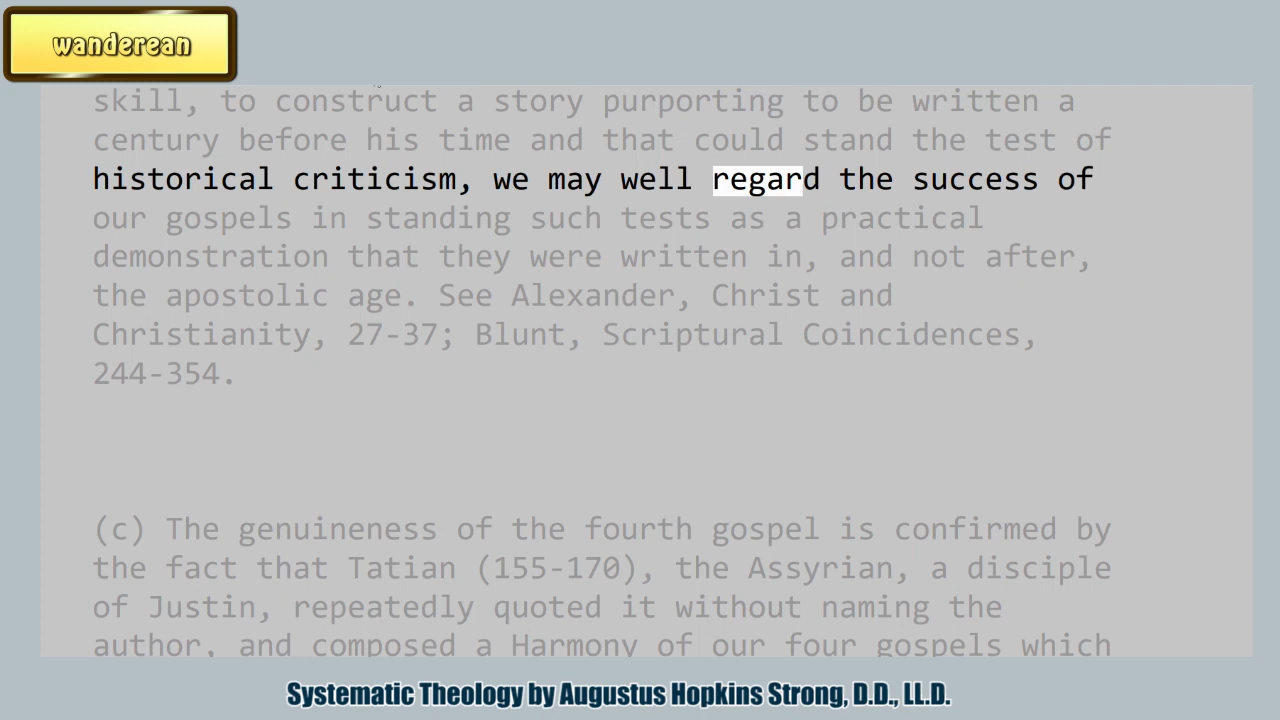 wanderean
skill, to construct a story purporting to be written a
century before his time and that could stand the test of
historical criticism, we may well regard the success of
our gospels in standing such tests as a practical
demonstration that they were written in, and not after,
the apostolic age. See Alexander, Christ and
Christianity, 27-37; Blunt, Scriptural Coincidences,
244-354.
(c) The genuineness of the fourth gospel is confirmed by
the fact that Tatian (155-170), the Assyrian, a disciple
of Justin, repeatedly quoted it without naming the
author, and composed a Harmony of our four gospels which
Systematic Theology by Augustus Hopkins Strong, D.D., LL.D.